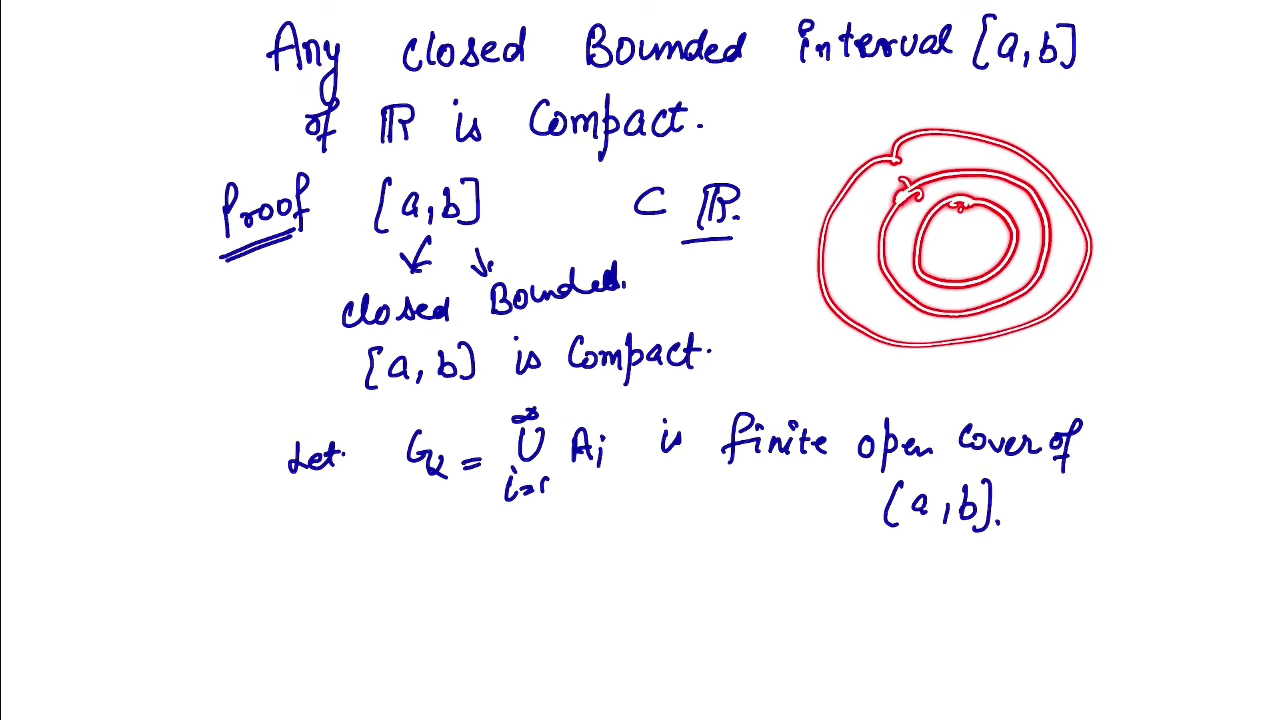 Any closed Bounded interval [a,b]
of ℝ is Compact.
Proof [a,b] ⊂ ℝ.
closed Bounded.
[a, b] is Compact.
Let. = ∞∪i=1 Ai is finite open cover of
[a, b].